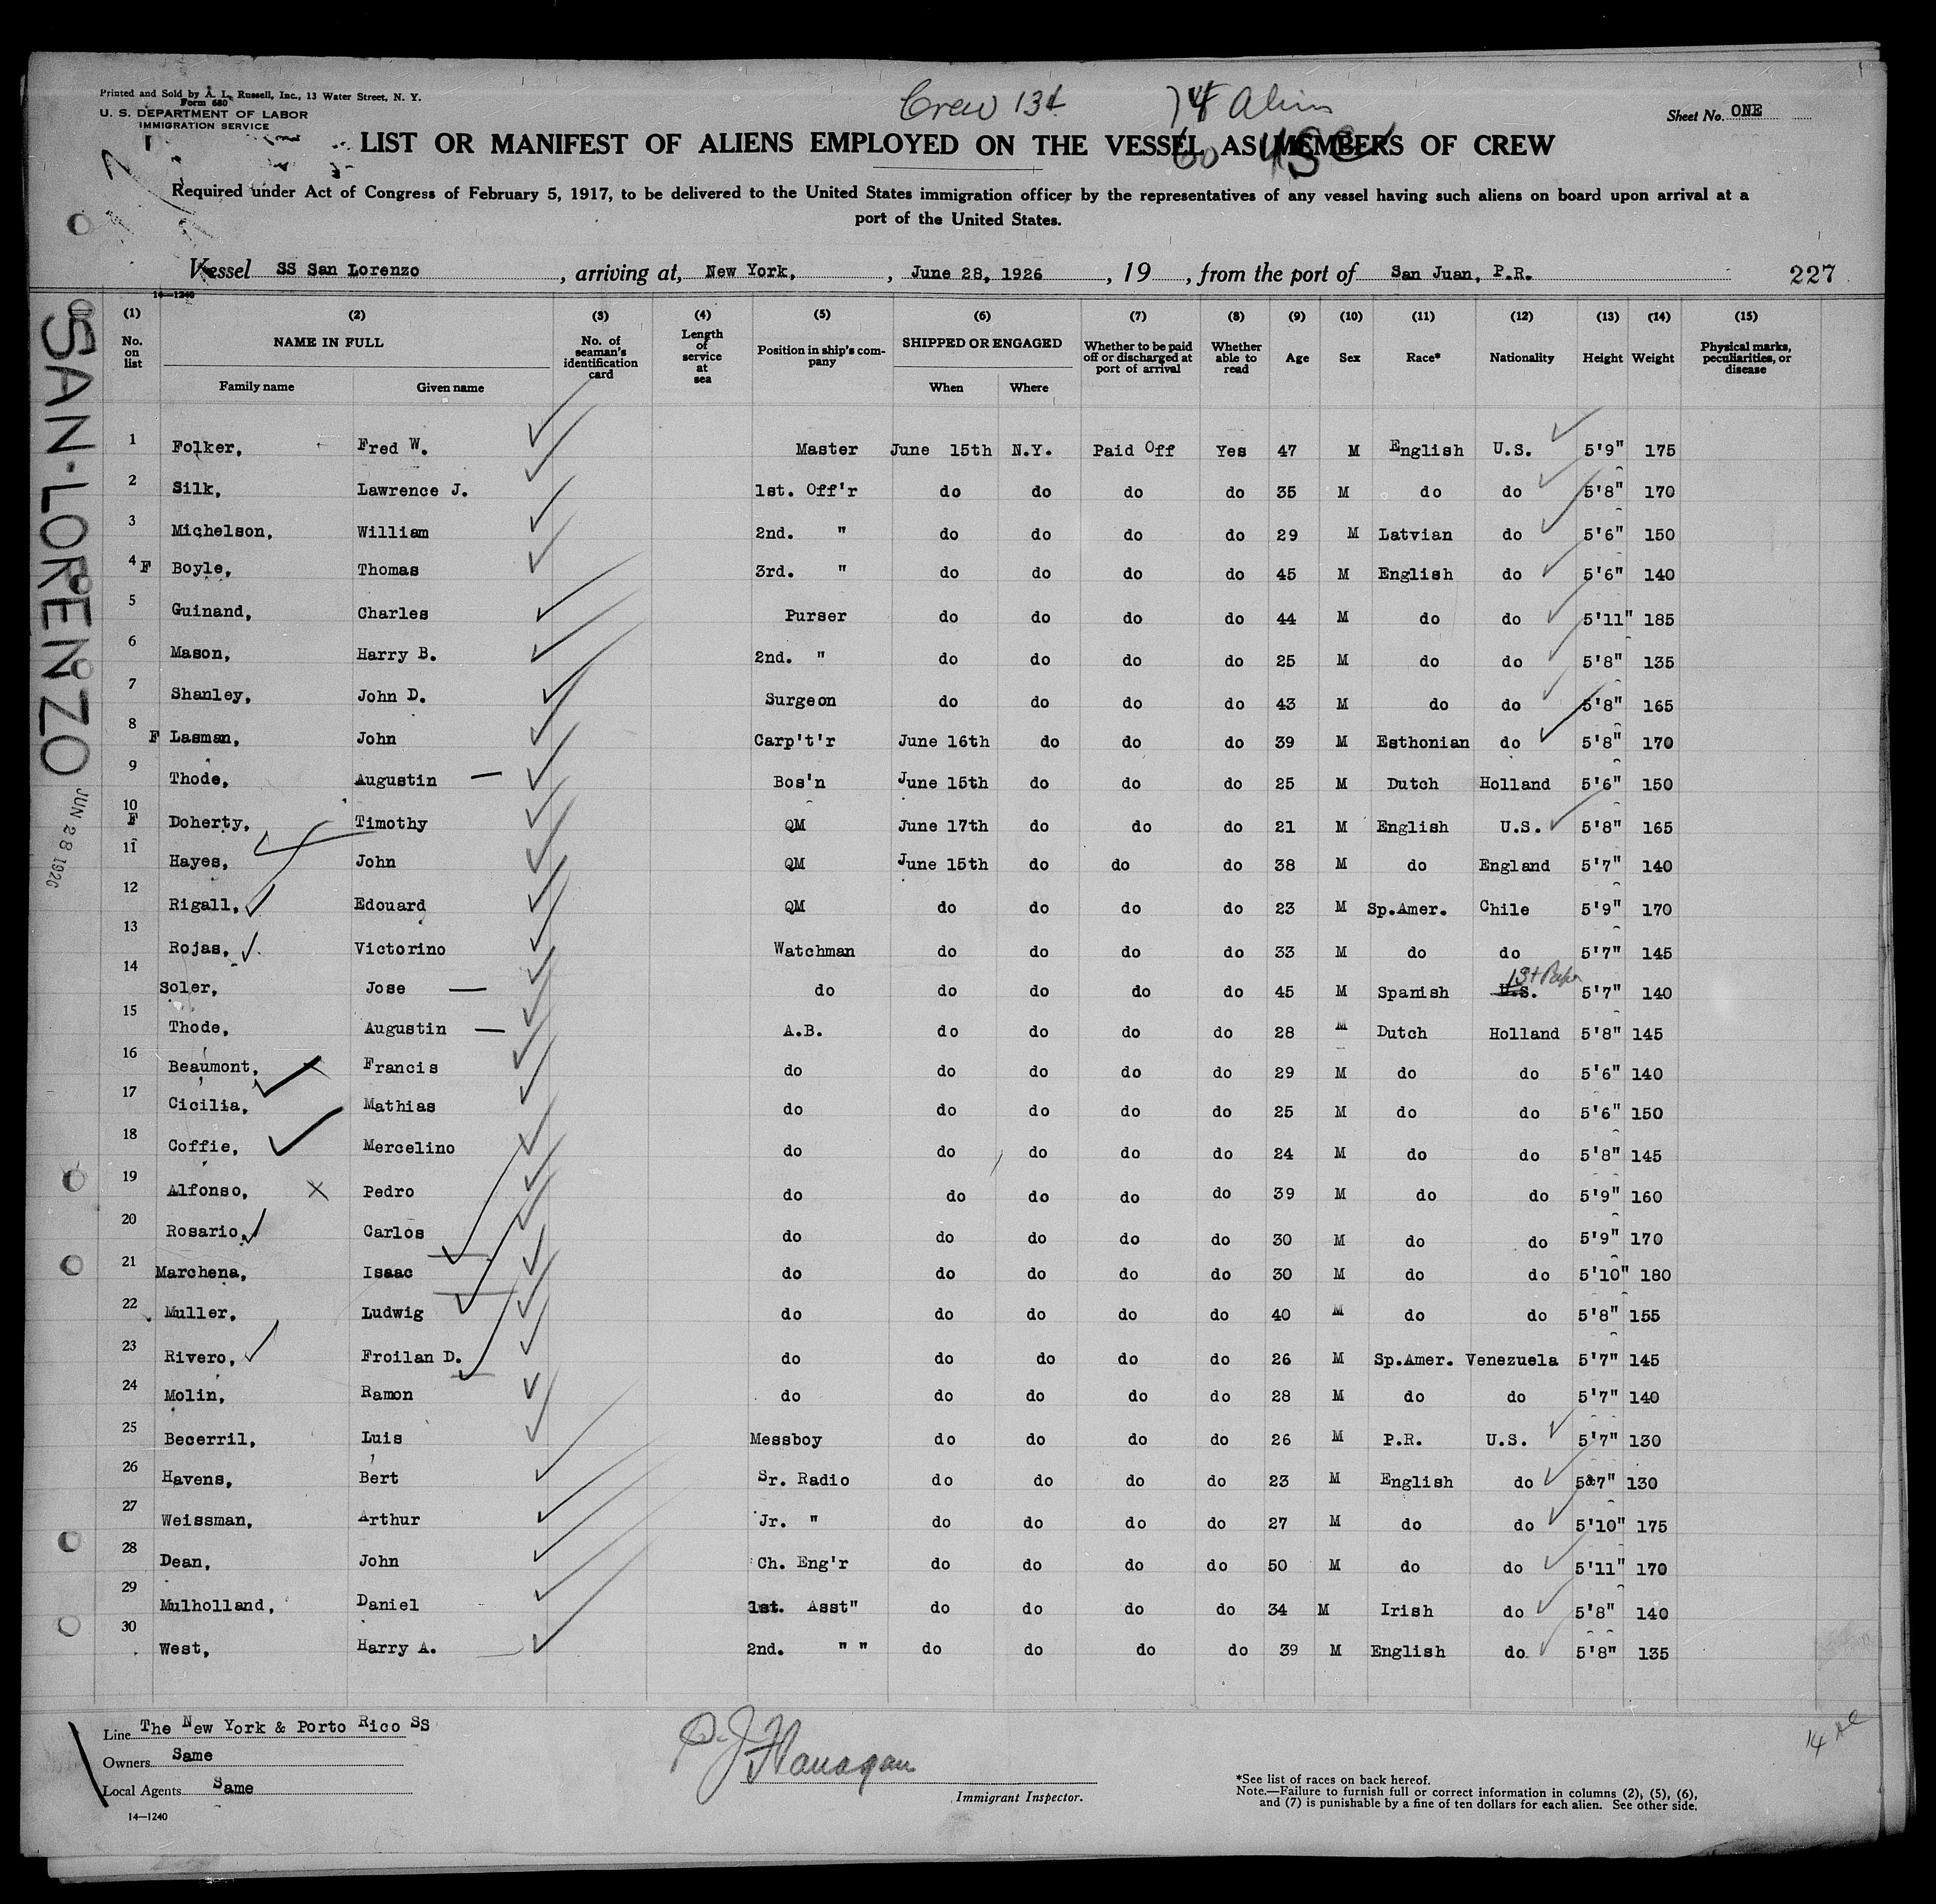 Printed and Sold by A. L. Russell, Inc., 13 Water Street, N. Y.
Form 680
U. S. DEPARTMENT OF LABOR
IMMIGRATION SERVICE
Crew 134 74 Alien
60 USC
Sheet No. ONE
LIST OR MANIFEST OF ALIENS EMPLOYED ON THE VESSEL AS MEMBERS OF CREW
Required under Act of Congress of February 5, 1917, to be delivered to the United States immigration officer by the representatives of any vessel having such aliens on board upon arrival at a
port of the United States.
Vessel SS San Lorenzo, arriving at, New York, , June 28, 1926, 19 , from the port of San Juan, P.R. 227
14—1240
SAN·LORENZO
JUN 28 1926
(1) (2) (3) (4) (5) (6) (7) (8) (9) (10) (11) (12) (13) (14) (15)
No. on list NAME IN FULL Family name Given name No. of seaman's identification card Length of service at sea Position in ship's company SHIPPED OR ENGAGED When Where Whether to be paid off or discharged at port of arrival Whether able to read Age Sex Race* Nationality Height Weight Physical marks, peculiarities, or disease
1 Folker, Fred W. Master June 15th N.Y. Paid Off Yes 47 M English U.S. 5'9" 175
2 Silk, Lawrence J. 1st. Off'r do do do do 35 M do do 5'8" 170
3 Michelson, William 2nd. " do do do do 29 M Latvian do 5'6" 150
4 F Boyle, Thomas 3rd. " do do do do 45 M English do 5'6" 140
5 Guinand, Charles Purser do do do do 44 M do do 5'11" 185
6 Mason, Harry B. 2nd. " do do do do 25 M do do 5'8" 135
7 Shanley, John D. Surgeon do do do do 43 M do do 5'8" 165
8 F Lasman, John Carp't'r June 16th do do do 39 M Esthonian do 5'8" 170
9 Thode, Augustin — Bos'n June 15th do do do 25 M Dutch Holland 5'6" 150
10 F Doherty, Timothy QM June 17th do do do 21 M English U.S. 5'8" 165
11 Hayes, John QM June 15th do do do 38 M do England 5'7" 140
12 Rigall, Edouard QM do do do do 23 M Sp.Amer. Chile 5'9" 170
13 Rojas, Victorino Watchman do do do do 33 M do do 5'7" 145
14 Soler, Jose — do do do do do 45 M Spanish U.S. 1st Paper 5'7" 140
15 Thode, Augustin — A.B. do do do do 28 M Dutch Holland 5'8" 145
16 Beaumont, Francis do do do do do 29 M do do 5'6" 140
17 Cicilia, Mathias do do do do do 25 M do do 5'6" 150
18 Coffie, Mercelino do do do do do 24 M do do 5'8" 145
19 Alfonso, X Pedro do do do do do 39 M do do 5'9" 160
20 Rosario, Carlos do do do do do 30 M do do 5'9" 170
21 Marchena, Isaac do do do do do 30 M do do 5'10" 180
22 Muller, Ludwig do do do do do 40 M do do 5'8" 155
23 Rivero, Froilan D. do do do do do 26 M Sp.Amer. Venezuela 5'7" 145
24 Molin, Ramon do do do do do 28 M do do 5'7" 140
25 Becerril, Luis Messboy do do do do 26 M P.R. U.S. 5'7" 130
26 Havens, Bert Sr. Radio do do do do 23 M English do 5&7" 130
27 Weissman, Arthur Jr. " do do do do 27 M do do 5'10" 175
28 Dean, John Ch. Eng'r do do do do 50 M do do 5'11" 170
29 Mulholland, Daniel 1st. Asst" do do do do 34 M Irish do 5'8" 140
30 West, Harry A. 2nd. " " do do do do 39 M English do 5'8" 135
Line The New York & Porto Rico SS
Owners Same
Local Agents Same
14—1240
P.J. Flanagan
Immigrant Inspector.
*See list of races on back hereof.
Note.—Failure to furnish full or correct information in columns (2), (5), (6),
and (7) is punishable by a fine of ten dollars for each alien. See other side.
14